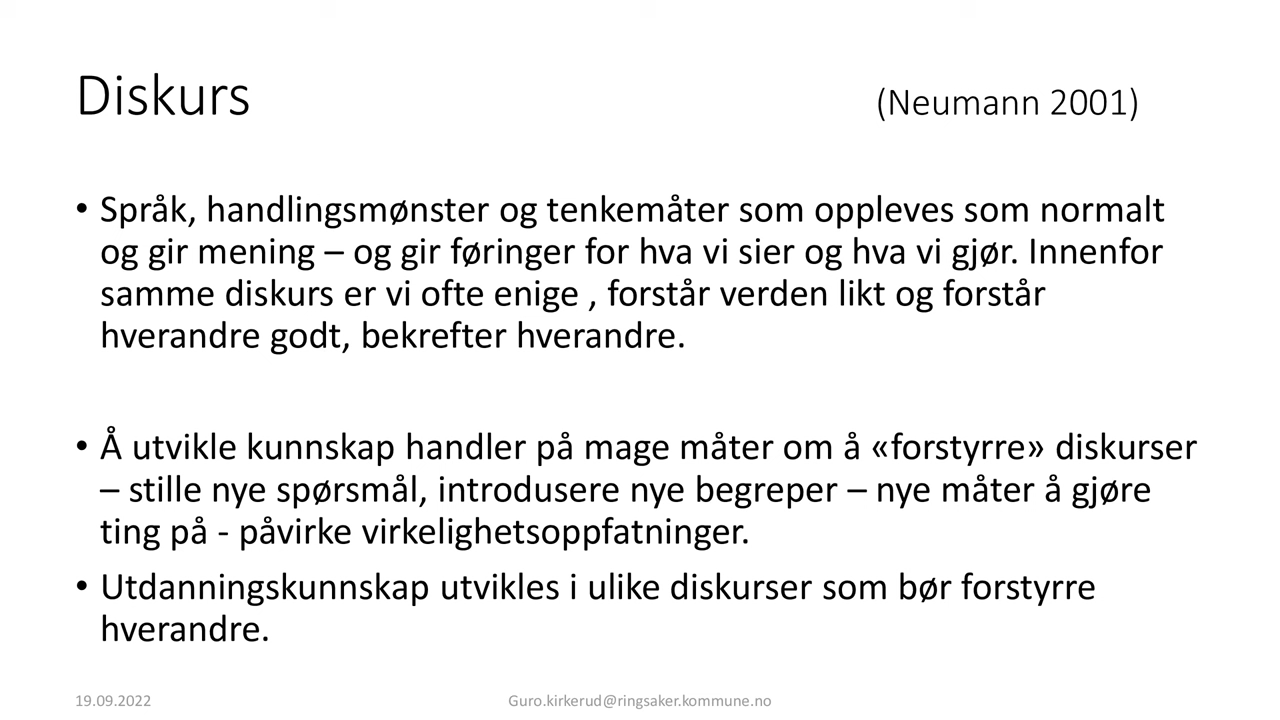 Diskurs (Neumann 2001)
• Språk, handlingsmønster og tenkemåter som oppleves som normalt
og gir mening – og gir føringer for hva vi sier og hva vi gjør. Innenfor
samme diskurs er vi ofte enige , forstår verden likt og forstår
hverandre godt, bekrefter hverandre.
• Å utvikle kunnskap handler på mage måter om å «forstyrre» diskurser
– stille nye spørsmål, introdusere nye begreper – nye måter å gjøre
ting på - påvirke virkelighetsoppfatninger.
• Utdanningskunnskap utvikles i ulike diskurser som bør forstyrre
hverandre.
19.09.2022 Guro.kirkerud@ringsaker.kommune.no